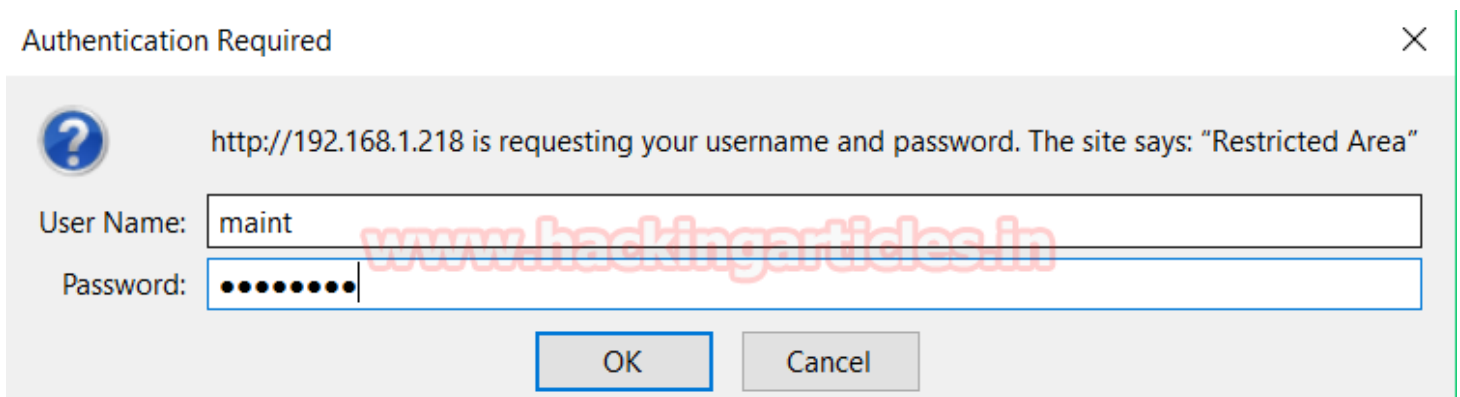 Authentication Required
http://192.168.1.218 is requesting your username and password. The site says: “Restricted Area”
User Name: maint
www.hackingarticles.in
Password: ••••••••
OK Cancel